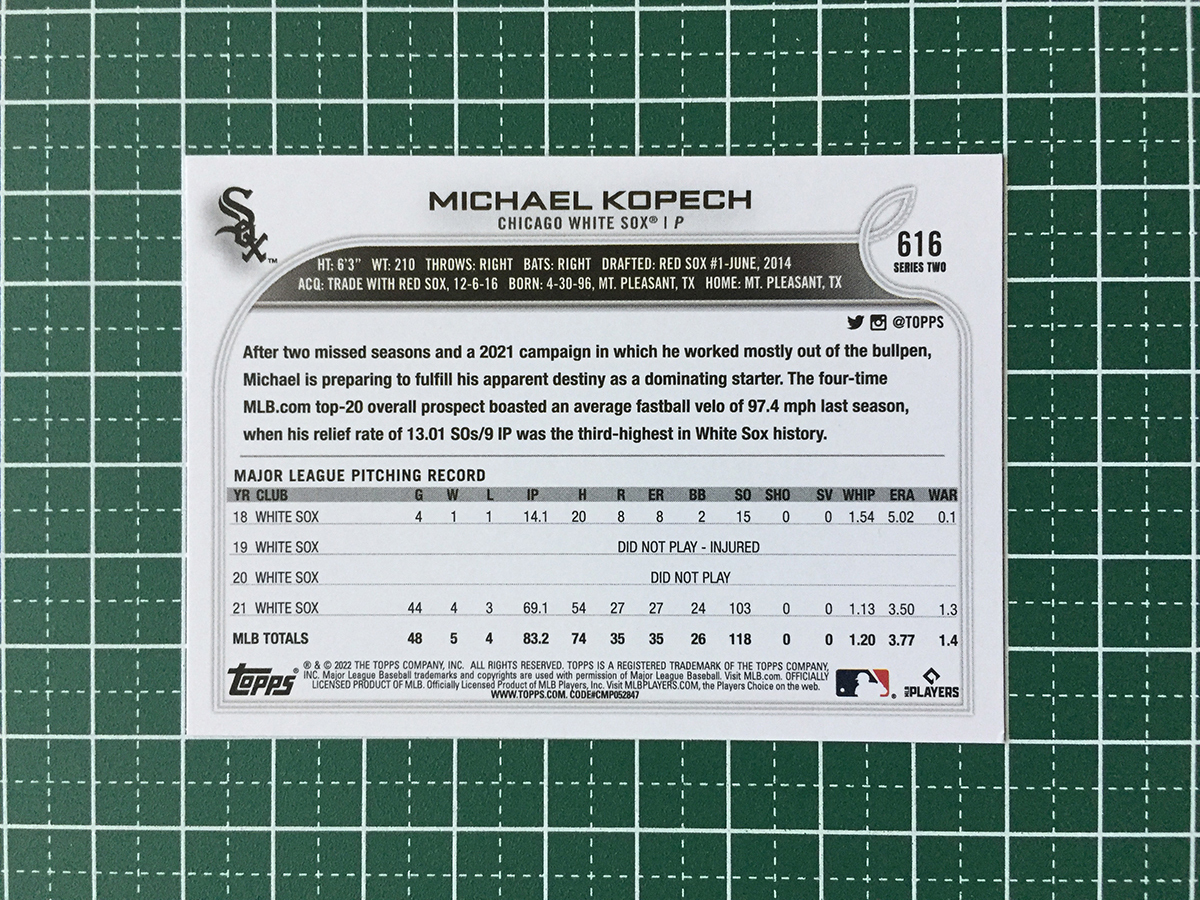 SOX™
MICHAEL KOPECH
CHICAGO WHITE SOX® | P
616
SERIES TWO
HT: 6'3" WT: 210 THROWS: RIGHT BATS: RIGHT DRAFTED: RED SOX #1-JUNE, 2014
ACQ: TRADE WITH RED SOX, 12-6-16 BORN: 4-30-96, MT. PLEASANT, TX HOME: MT. PLEASANT, TX
@TOPPS
After two missed seasons and a 2021 campaign in which he worked mostly out of the bullpen,
Michael is preparing to fulfill his apparent destiny as a dominating starter. The four-time
MLB.com top-20 overall prospect boasted an average fastball velo of 97.4 mph last season,
when his relief rate of 13.01 SOs/9 IP was the third-highest in White Sox history.
MAJOR LEAGUE PITCHING RECORD
YR CLUB G W L IP H R ER BB SO SHO SV WHIP ERA WAR
18 WHITE SOX 4 1 1 14.1 20 8 8 2 15 0 0 1.54 5.02 0.1
19 WHITE SOX DID NOT PLAY - INJURED
20 WHITE SOX DID NOT PLAY
21 WHITE SOX 44 4 3 69.1 54 27 27 24 103 0 0 1.13 3.50 1.3
MLB TOTALS 48 5 4 83.2 74 35 35 26 118 0 0 1.20 3.77 1.4
Topps®
® & © 2022 THE TOPPS COMPANY, INC. ALL RIGHTS RESERVED. TOPPS IS A REGISTERED TRADEMARK OF THE TOPPS COMPANY,
INC. Major League Baseball trademarks and copyrights are used with permission of Major League Baseball. Visit MLB.com. OFFICIALLY
LICENSED PRODUCT OF MLB. Officially Licensed Product of MLB Players, Inc. Visit MLBPLAYERS.COM, the Players Choice on the web.
WWW.TOPPS.COM. CODE#CMP052847
MLB PLAYERS